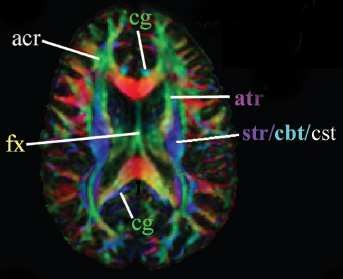 cg
acr
atr
fx
str/cbt/cst
cg